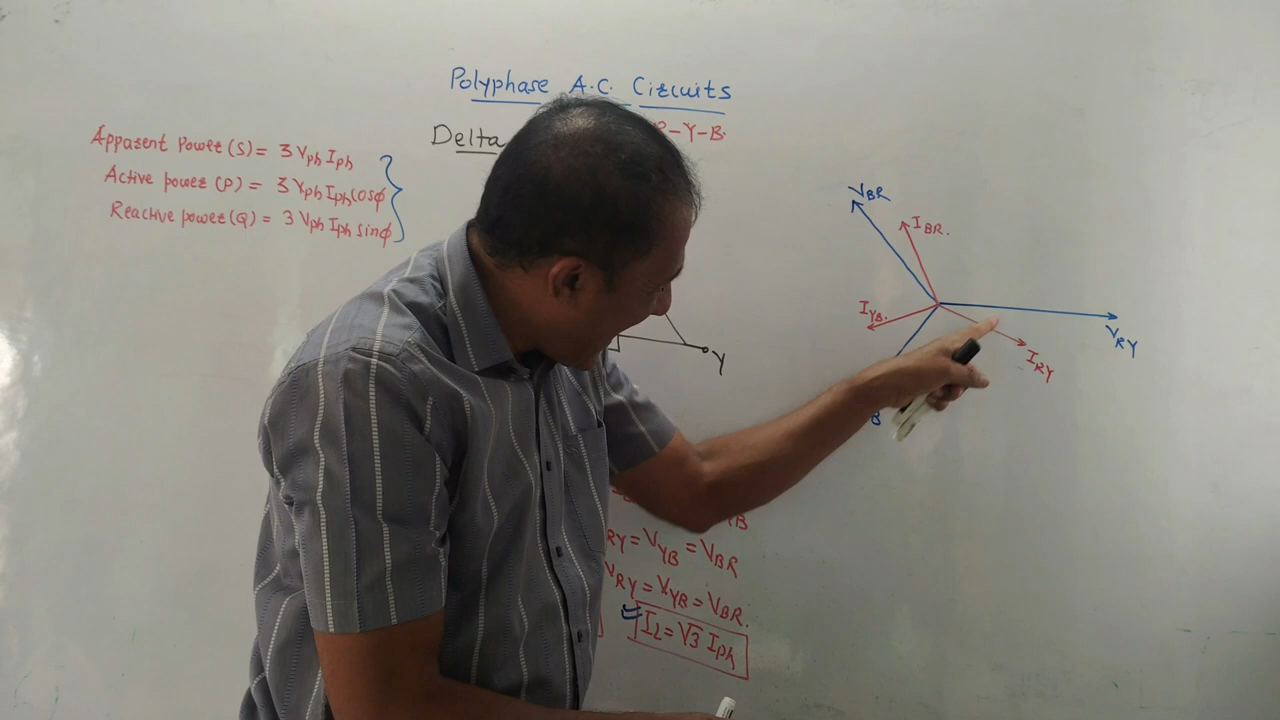 Polyphase A.C. Circuits
Delta
R-Y-B.
Apparent Power(S) = 3 Vph Iph
Active power (P) = 3 Vph Iph cosφ
Reactive power(Q) = 3 Vph Iph sinφ
VBR
IBR.
IYB.
VRY
IRY
Y
B
YB
RY = VYB = VBR
VRY = VYB = VBR.
IL = √3 Iph